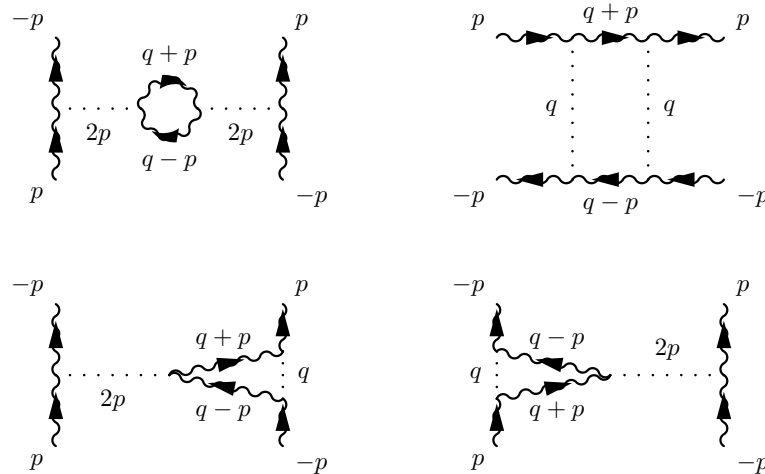 −p p p q + p p
q + p
2p 2p q q
q − p
p −p −p q − p −p
−p p −p p
q + p q − p 2p
2p q q
q − p q + p
p −p p −p